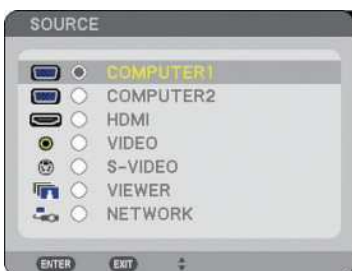 SOURCE
COMPUTER1
COMPUTER2
HDMI
VIDEO
S-VIDEO
VIEWER
NETWORK
ENTER EXIT